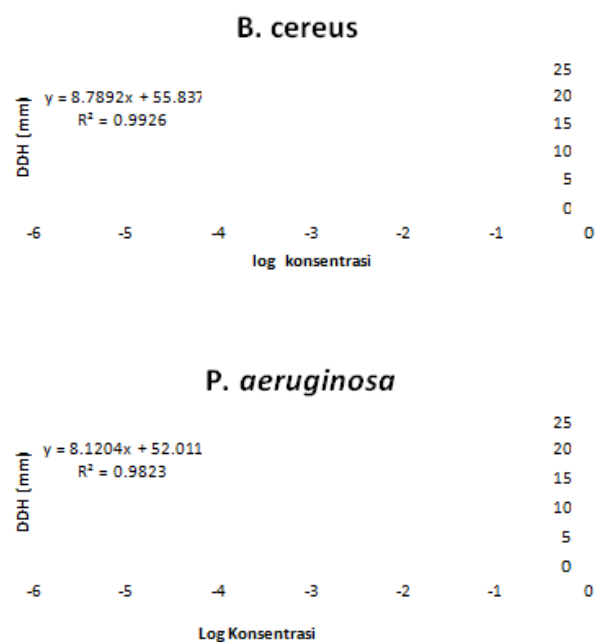 B. cereus
y = 8.7892x + 55.837
R² = 0.9926
DDH (mm)
25
20
15
10
5
0
-6 -5 -4 -3 -2 -1 0
log konsentrasi
P. aeruginosa
y = 8.1204x + 52.011
R² = 0.9823
DDH (mm)
25
20
15
10
5
0
-6 -5 -4 -3 -2 -1 0
Log Konsentrasi